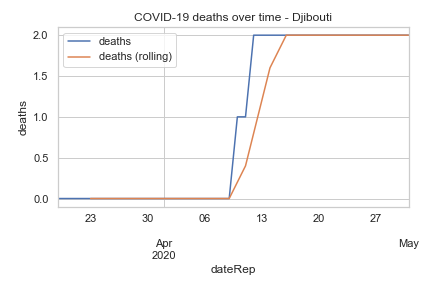 COVID-19 deaths over time - Djibouti
deaths
deaths (rolling)
2.0
1.5
1.0
0.5
0.0
deaths
23
30
06
13
20
27
Apr
2020
May
dateRep